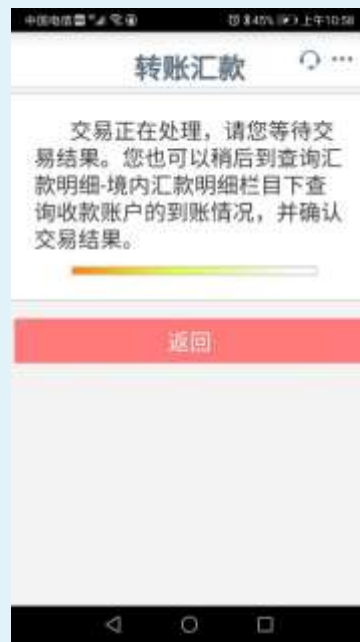 中国电信 45% 上午10:58
转账汇款
交易正在处理，请您等待交
易结果。您也可以稍后到查询汇
款明细-境内汇款明细栏目下查
询收款账户的到账情况，并确认
交易结果。
返回